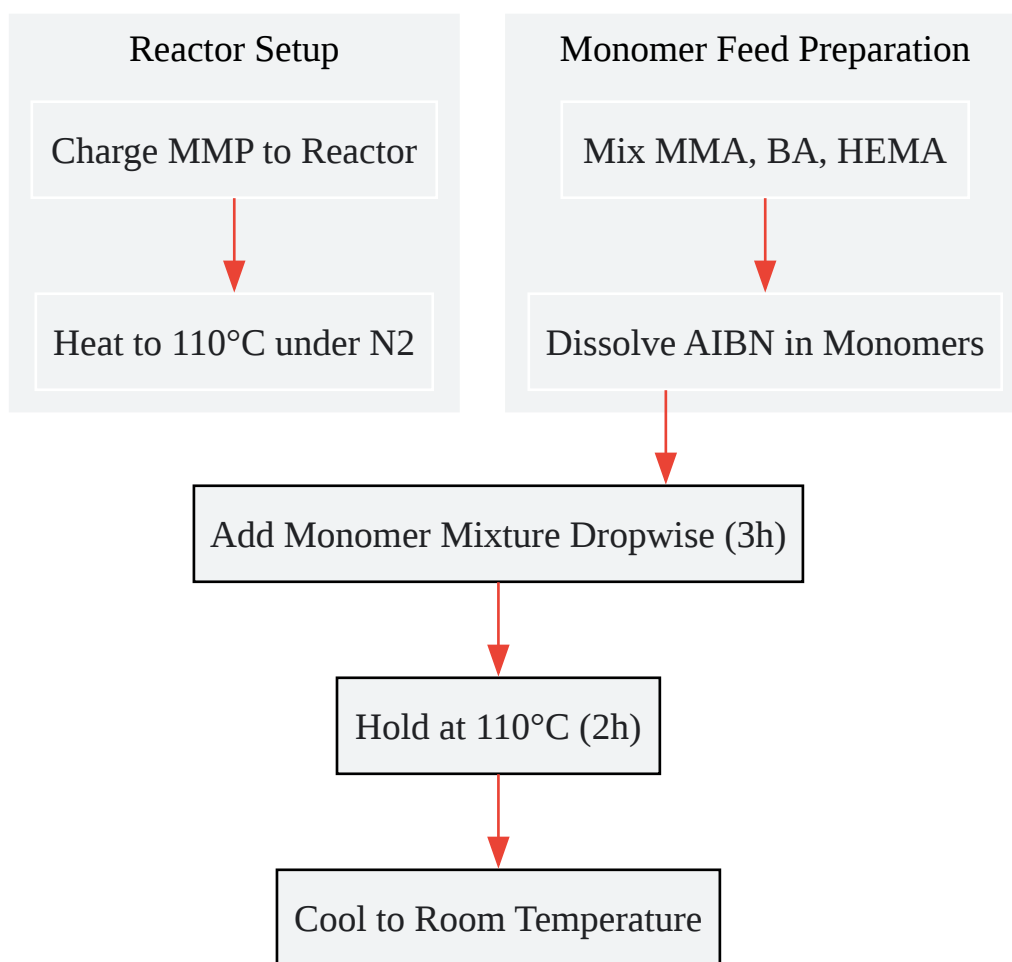 Reactor Setup
Charge MMP to Reactor
Heat to 110°C under N2
Monomer Feed Preparation
Mix MMA, BA, HEMA
Dissolve AIBN in Monomers
Add Monomer Mixture Dropwise (3h)
Hold at 110°C (2h)
Cool to Room Temperature